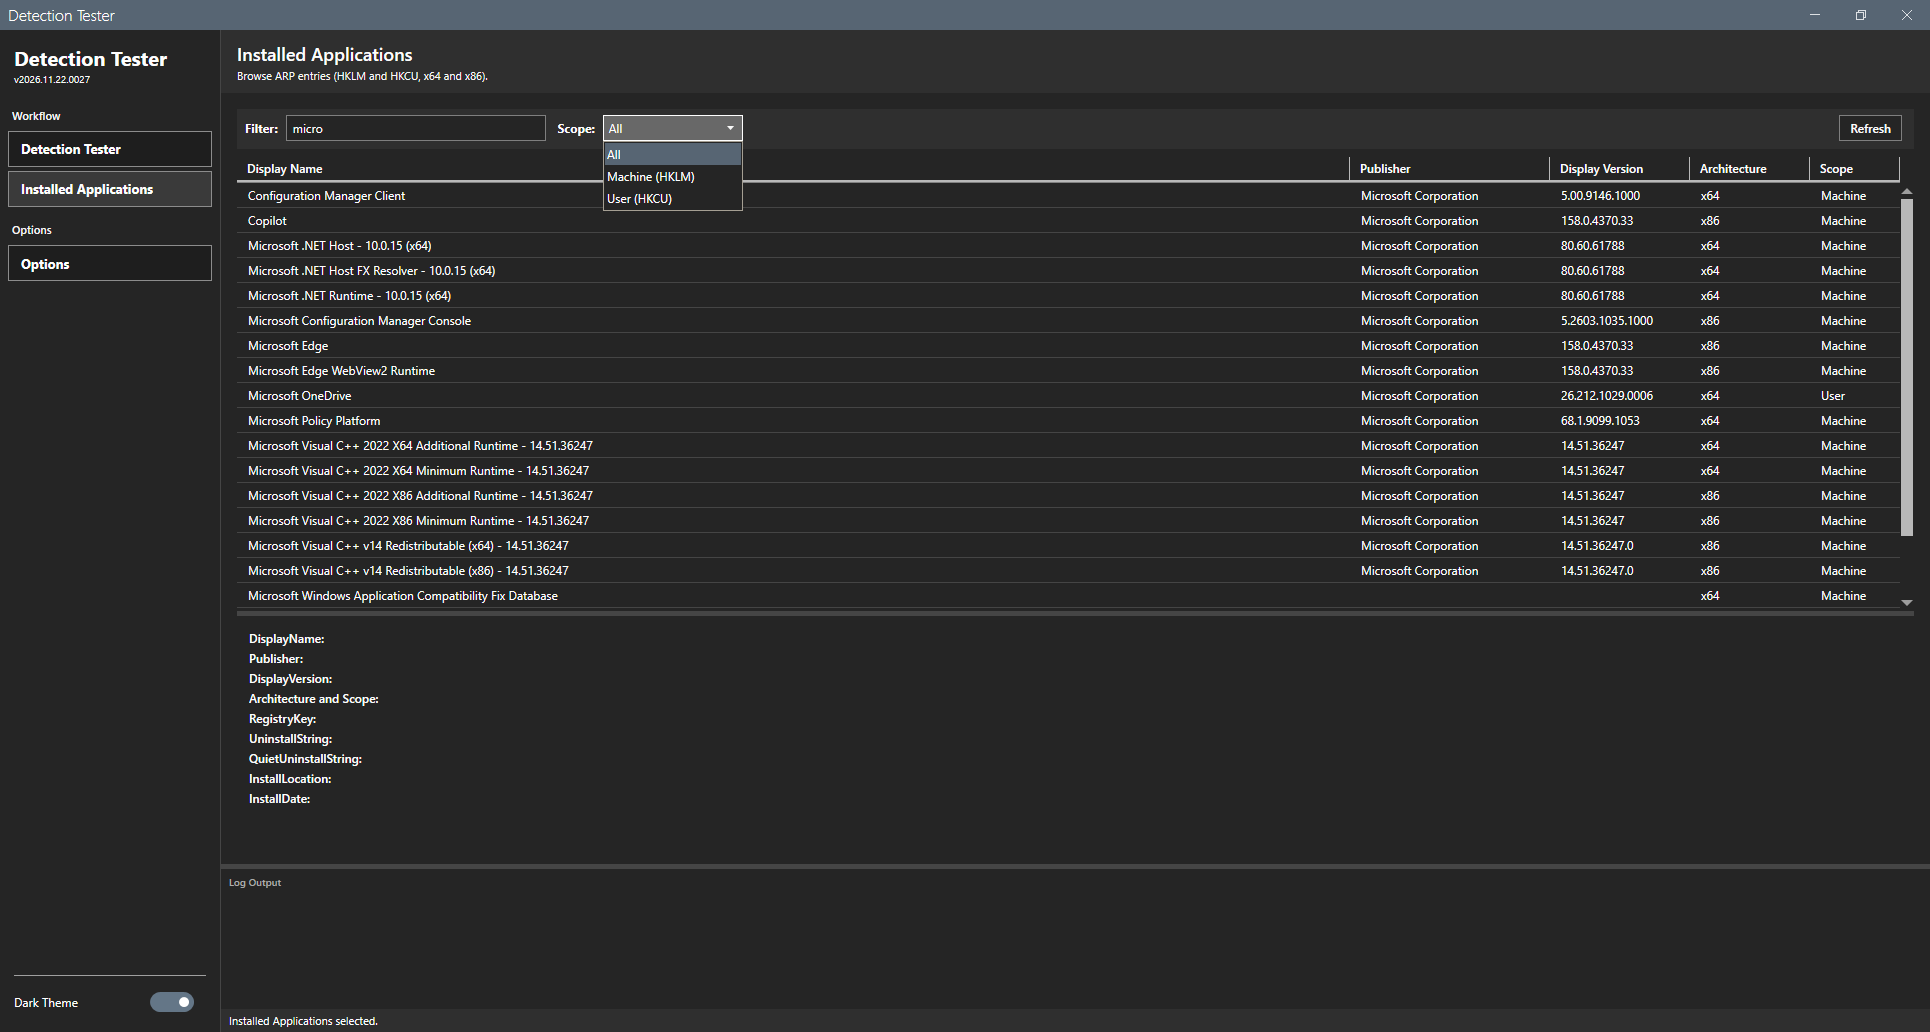 Detection Tester
Detection Tester
v2026.11.22.0027
Workflow
Detection Tester
Installed Applications
Options
Options
Dark Theme
Installed Applications
Browse ARP entries (HKLM and HKCU, x64 and x86).
Filter: micro Scope: All Refresh
All
Machine (HKLM)
User (HKCU)
Display Name Publisher Display Version Architecture Scope
Configuration Manager Client Microsoft Corporation 5.00.9146.1000 x64 Machine
Copilot Microsoft Corporation 158.0.4370.33 x86 Machine
Microsoft .NET Host - 10.0.15 (x64) Microsoft Corporation 80.60.61788 x64 Machine
Microsoft .NET Host FX Resolver - 10.0.15 (x64) Microsoft Corporation 80.60.61788 x64 Machine
Microsoft .NET Runtime - 10.0.15 (x64) Microsoft Corporation 80.60.61788 x64 Machine
Microsoft Configuration Manager Console Microsoft Corporation 5.2603.1035.1000 x86 Machine
Microsoft Edge Microsoft Corporation 158.0.4370.33 x86 Machine
Microsoft Edge WebView2 Runtime Microsoft Corporation 158.0.4370.33 x86 Machine
Microsoft OneDrive Microsoft Corporation 26.212.1029.0006 x64 User
Microsoft Policy Platform Microsoft Corporation 68.1.9099.1053 x64 Machine
Microsoft Visual C++ 2022 X64 Additional Runtime - 14.51.36247 Microsoft Corporation 14.51.36247 x64 Machine
Microsoft Visual C++ 2022 X64 Minimum Runtime - 14.51.36247 Microsoft Corporation 14.51.36247 x64 Machine
Microsoft Visual C++ 2022 X86 Additional Runtime - 14.51.36247 Microsoft Corporation 14.51.36247 x86 Machine
Microsoft Visual C++ 2022 X86 Minimum Runtime - 14.51.36247 Microsoft Corporation 14.51.36247 x86 Machine
Microsoft Visual C++ v14 Redistributable (x64) - 14.51.36247 Microsoft Corporation 14.51.36247.0 x86 Machine
Microsoft Visual C++ v14 Redistributable (x86) - 14.51.36247 Microsoft Corporation 14.51.36247.0 x86 Machine
Microsoft Windows Application Compatibility Fix Database x64 Machine
DisplayName:
Publisher:
DisplayVersion:
Architecture and Scope:
RegistryKey:
UninstallString:
QuietUninstallString:
InstallLocation:
InstallDate:
Log Output
Installed Applications selected.